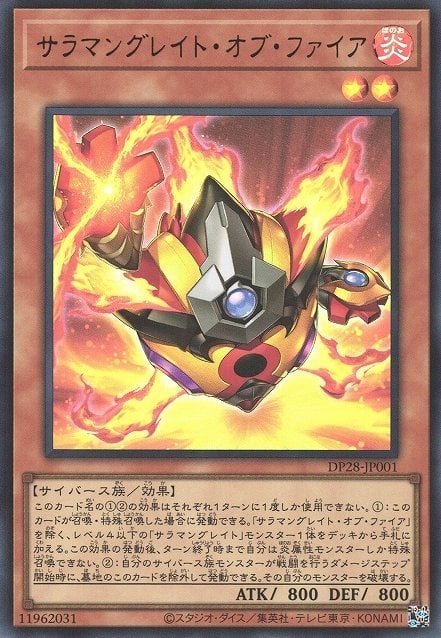 サラマングレイト・オブ・ファイア
炎
ほのお
DP28-JP001
【サイバース族/効果】
このカード名の①②の効果はそれぞれ1ターンに1度しか使用できない。①:この
カードが召喚・特殊召喚した場合に発動できる。「サラマングレイト・オブ・ファイア」
を除く、レベル4以下の「サラマングレイト」モンスター1体をデッキから手札に
加える。この効果の発動後、ターン終了時まで自分は炎属性モンスターしか特殊
召喚できない。②:自分のサイバース族モンスターが戦闘を行うダメージステップ
開始時に、墓地のこのカードを除外して発動できる。その自分のモンスターを破壊する。
ATK/ 800 DEF/ 800
11962031
©スタジオ・ダイス/集英社・テレビ東京・KONAMI